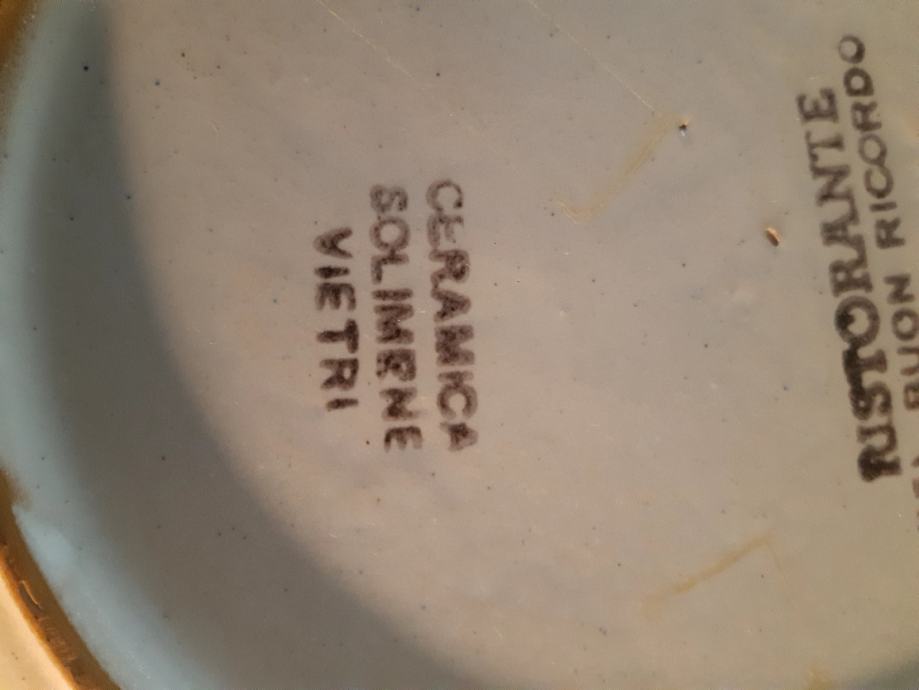 CERAMICA
SOLIMENE
VIETRI
RISTORANTE
BUON RICORDO